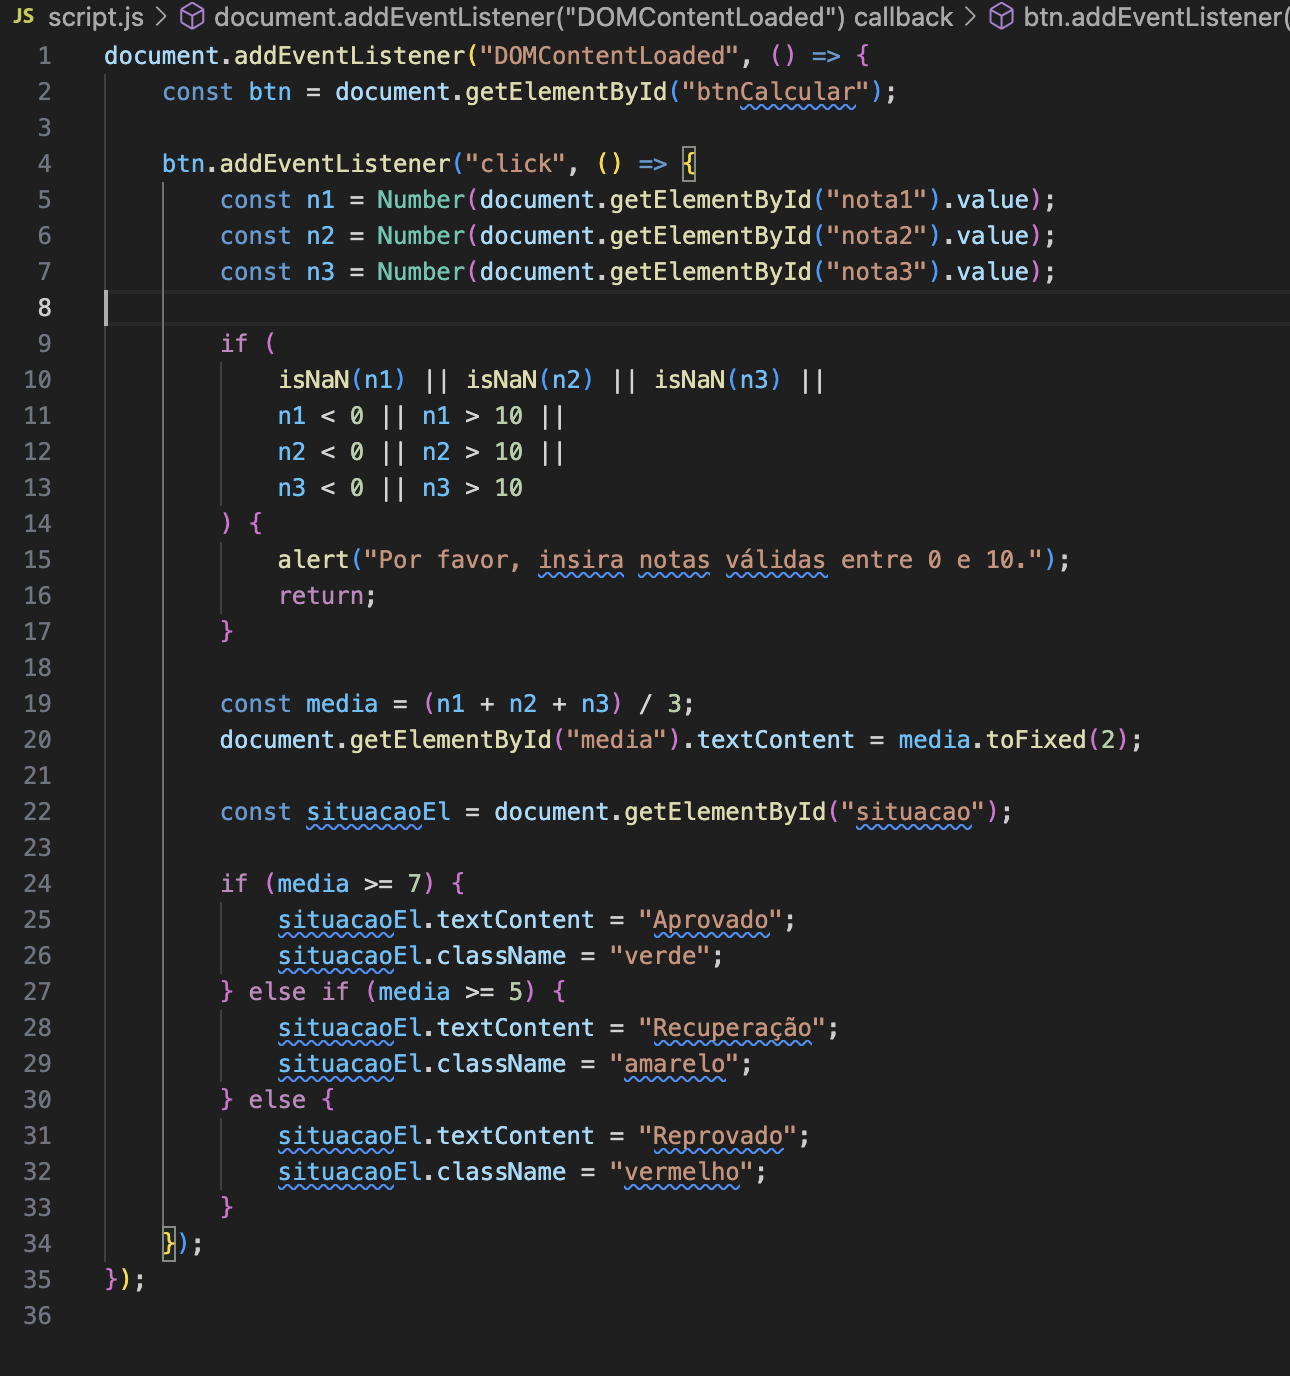 JS script.js > document.addEventListener("DOMContentLoaded") callback > btn.addEventListener(
1 document.addEventListener("DOMContentLoaded", () => {
2     const btn = document.getElementById("btnCalcular");
3
4     btn.addEventListener("click", () => {
5         const n1 = Number(document.getElementById("nota1").value);
6         const n2 = Number(document.getElementById("nota2").value);
7         const n3 = Number(document.getElementById("nota3").value);
8
9         if (
10             isNaN(n1) || isNaN(n2) || isNaN(n3) ||
11             n1 < 0 || n1 > 10 ||
12             n2 < 0 || n2 > 10 ||
13             n3 < 0 || n3 > 10
14         ) {
15             alert("Por favor, insira notas válidas entre 0 e 10.");
16             return;
17         }
18
19         const media = (n1 + n2 + n3) / 3;
20         document.getElementById("media").textContent = media.toFixed(2);
21
22         const situacaoEl = document.getElementById("situacao");
23
24         if (media >= 7) {
25             situacaoEl.textContent = "Aprovado";
26             situacaoEl.className = "verde";
27         } else if (media >= 5) {
28             situacaoEl.textContent = "Recuperação";
29             situacaoEl.className = "amarelo";
30         } else {
31             situacaoEl.textContent = "Reprovado";
32             situacaoEl.className = "vermelho";
33         }
34     });
35 });
36